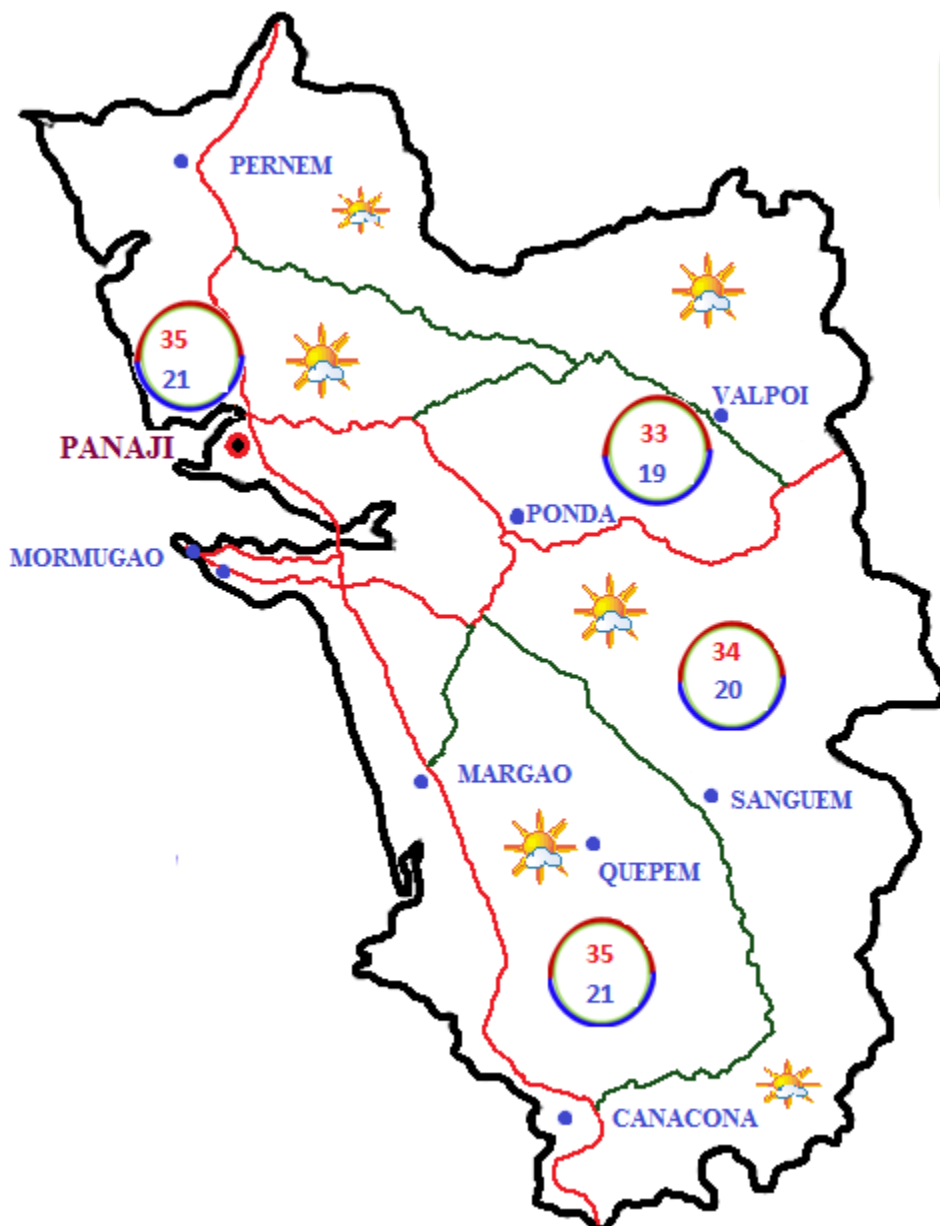 PERNEM
35
21
VALPOI
PANAJI
33
19
PONDA
MORMUGAO
34
20
MARGAO
SANGUEM
QUEPEM
35
21
CANACONA